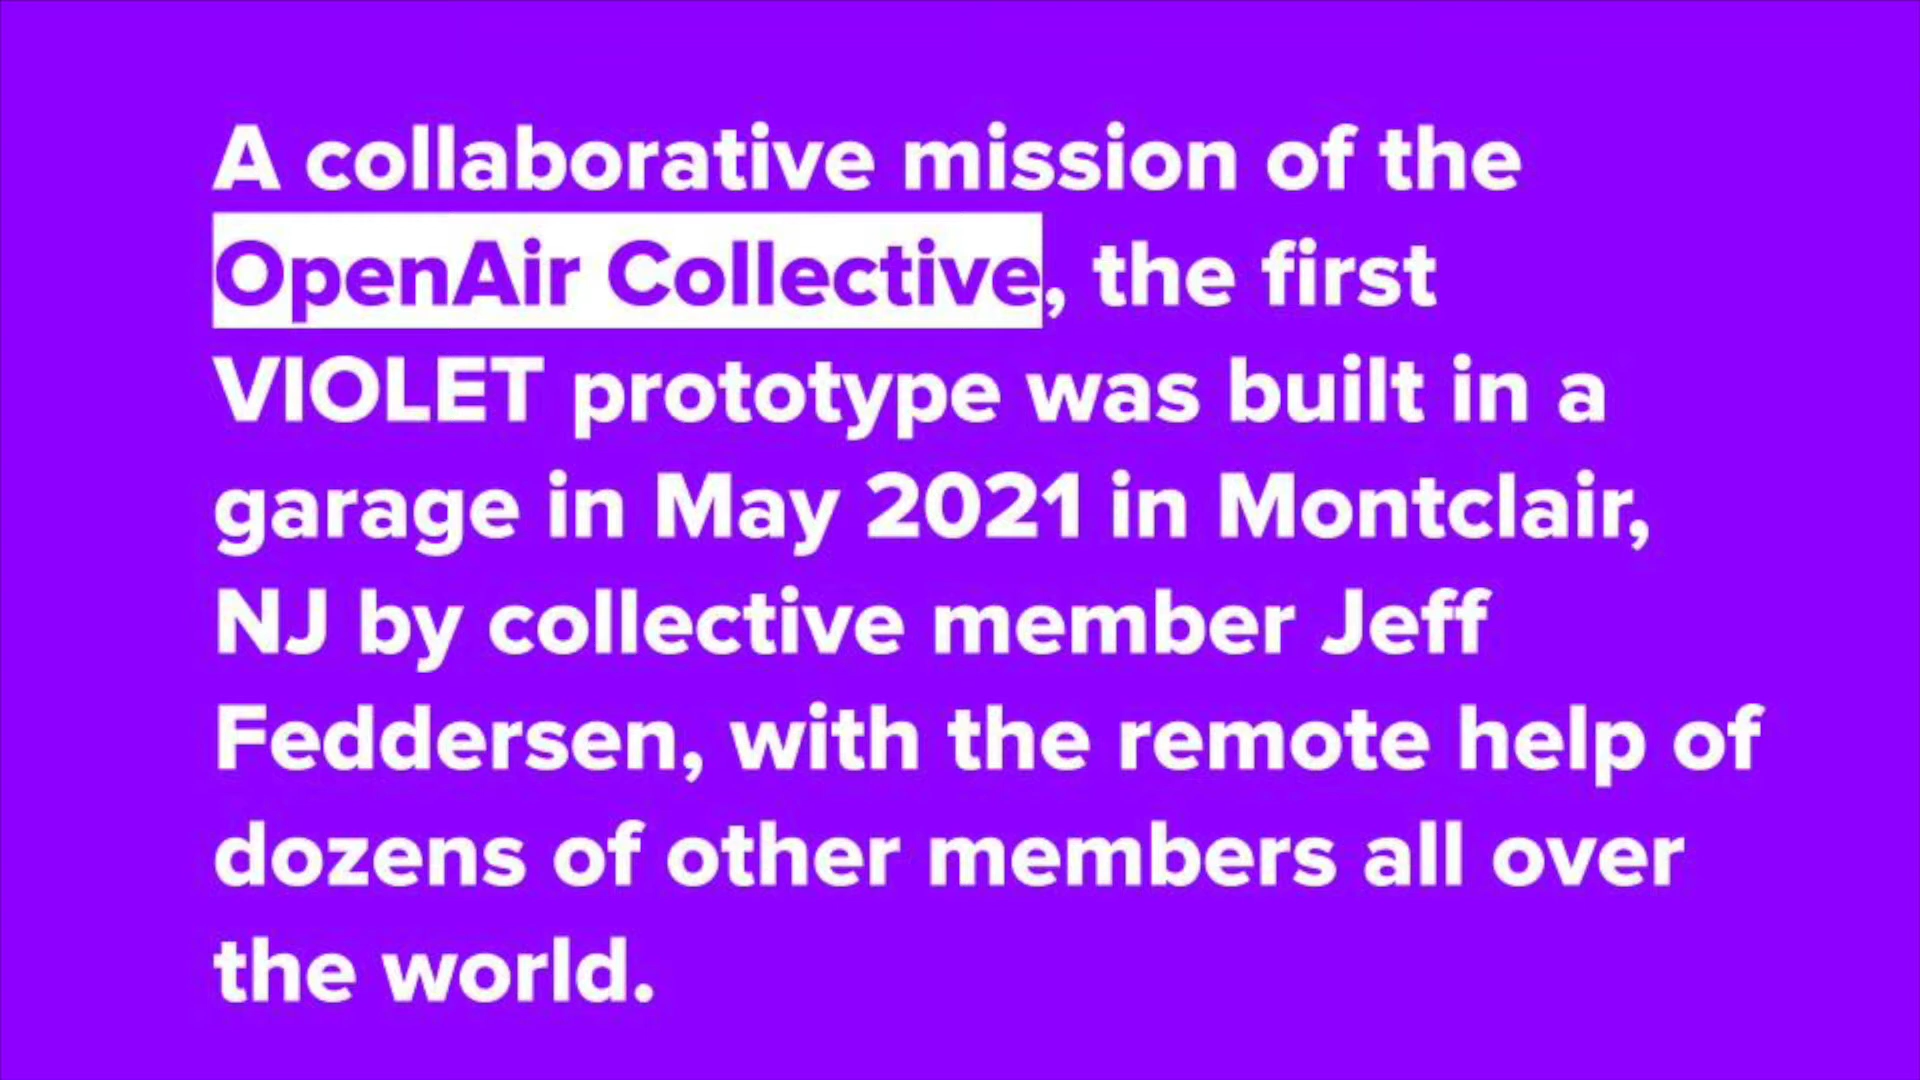 A collaborative mission of the
OpenAir Collective, the first
VIOLET prototype was built in a
garage in May 2021 in Montclair,
NJ by collective member Jeff
Feddersen, with the remote help of
dozens of other members all over
the world.